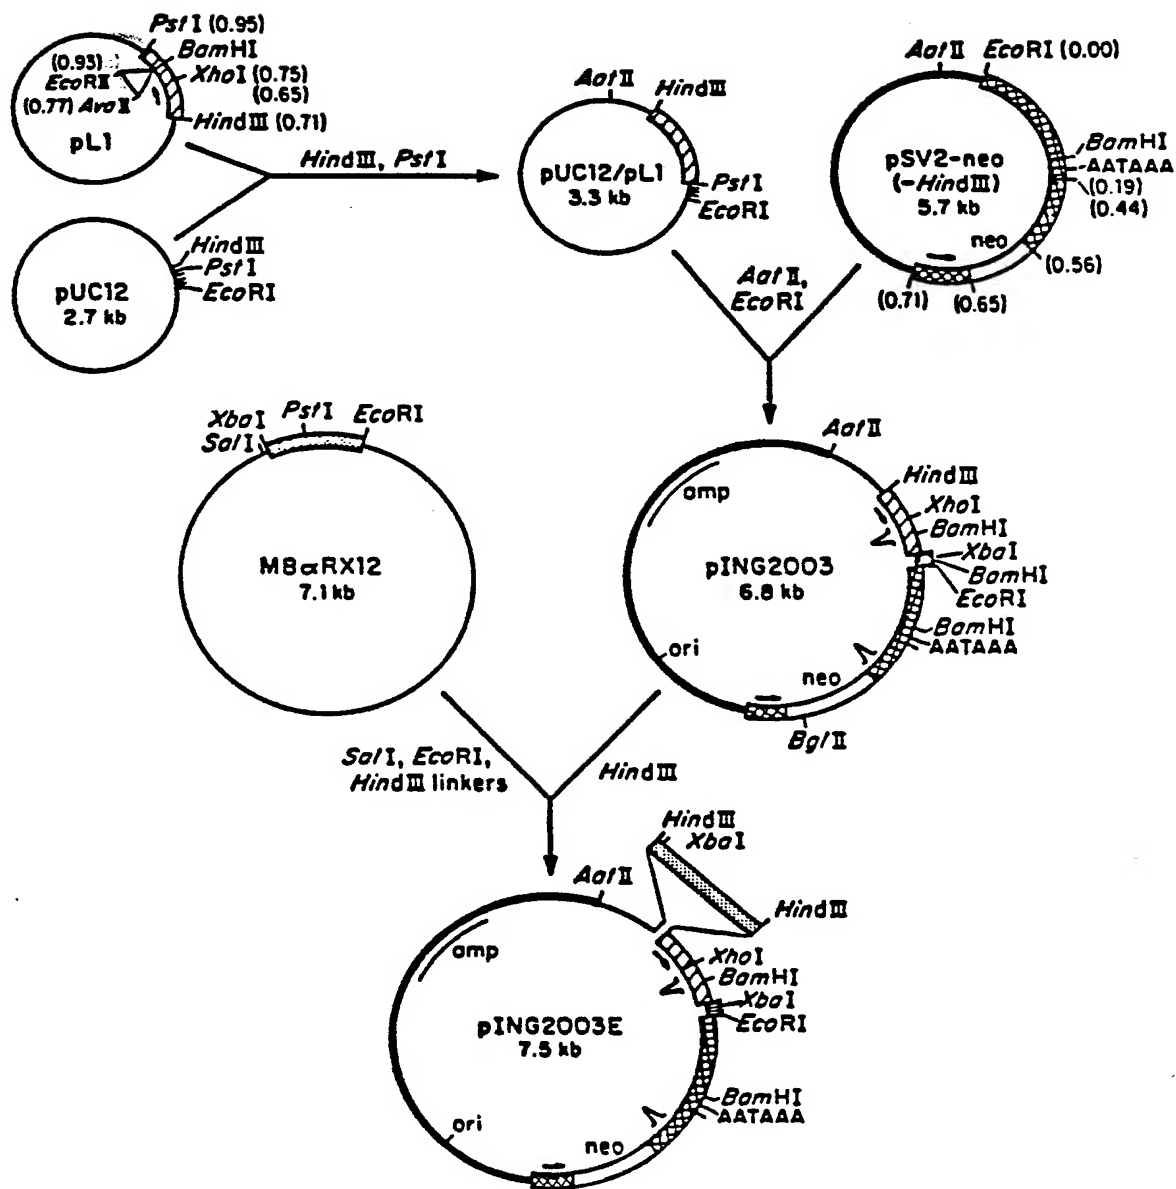 PstI (0.95)
BamHI
(0.93)
EcoRII
XhoI (0.75)
(0.65)
(0.77) AvaII
HindIII (0.71)
pL1
HindIII, PstI
pUC12
2.7 kb
HindIII
PstI
EcoRI
AatII
HindIII
pUC12/pL1
3.3 kb
PstI
EcoRI
AatII
EcoRI (0.00)
pSV2-neo
(-HindIII)
5.7 kb
BamHI
AATAAA
(0.19)
(0.44)
neo
(0.56)
(0.71)
(0.65)
AatII,
EcoRI
XbaI
SalI
PstI
EcoRI
M8αRX12
7.1 kb
AatII
amp
HindIII
XhoI
BamHI
XbaI
BamHI
EcoRI
pING2003
6.8 kb
BamHI
AATAAA
ori
neo
BglII
SalI, EcoRI,
HindIII linkers
HindIII
HindIII
XbaI
AatII
HindIII
amp
XhoI
BamHI
XbaI
EcoRI
pING2003E
7.5 kb
BamHI
AATAAA
ori
neo